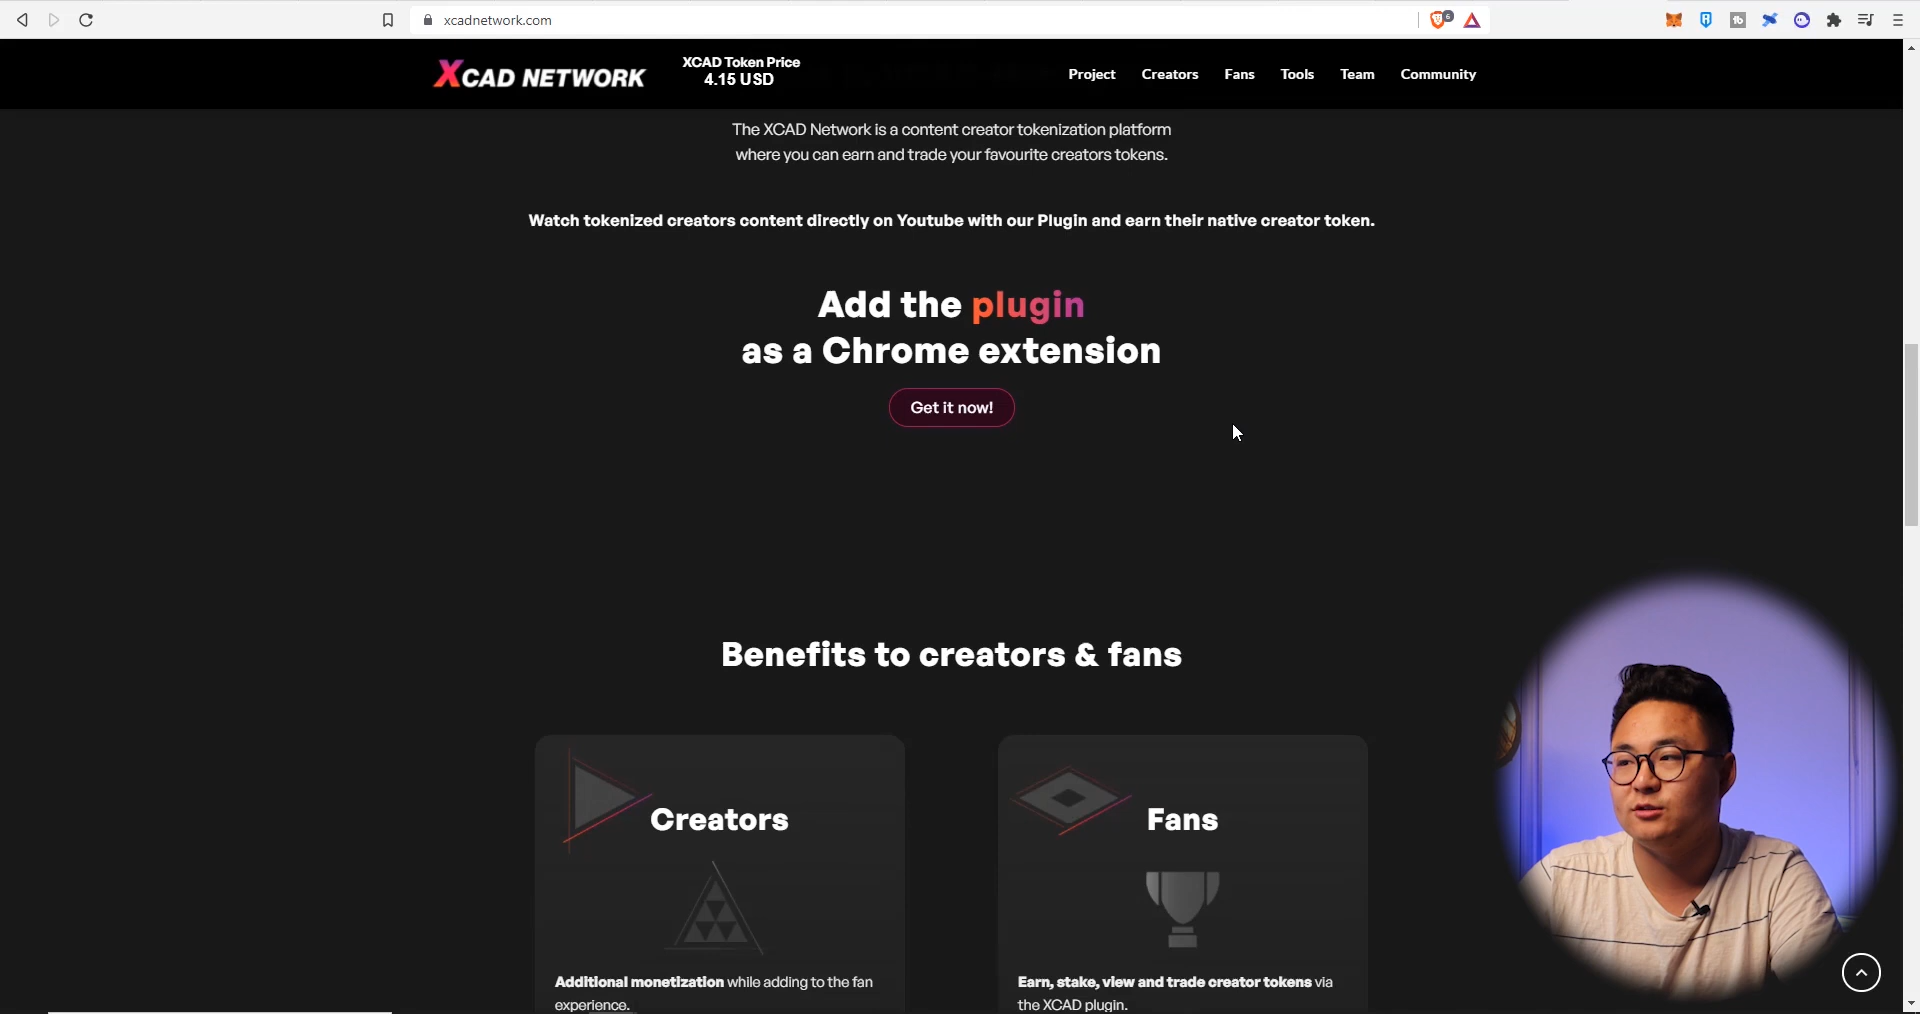 xcadnetwork.com
6
XCAD NETWORK
XCAD Token Price
4.15 USD
Project
Creators
Fans
Tools
Team
Community
The XCAD Network is a content creator tokenization platform
where you can earn and trade your favourite creators tokens.
Watch tokenized creators content directly on Youtube with our Plugin and earn their native creator token.
Add the plugin
as a Chrome extension
Get it now!
Benefits to creators & fans
Creators
Fans
Additional monetization while adding to the fan
experience.
Earn, stake, view and trade creator tokens via
the XCAD plugin.